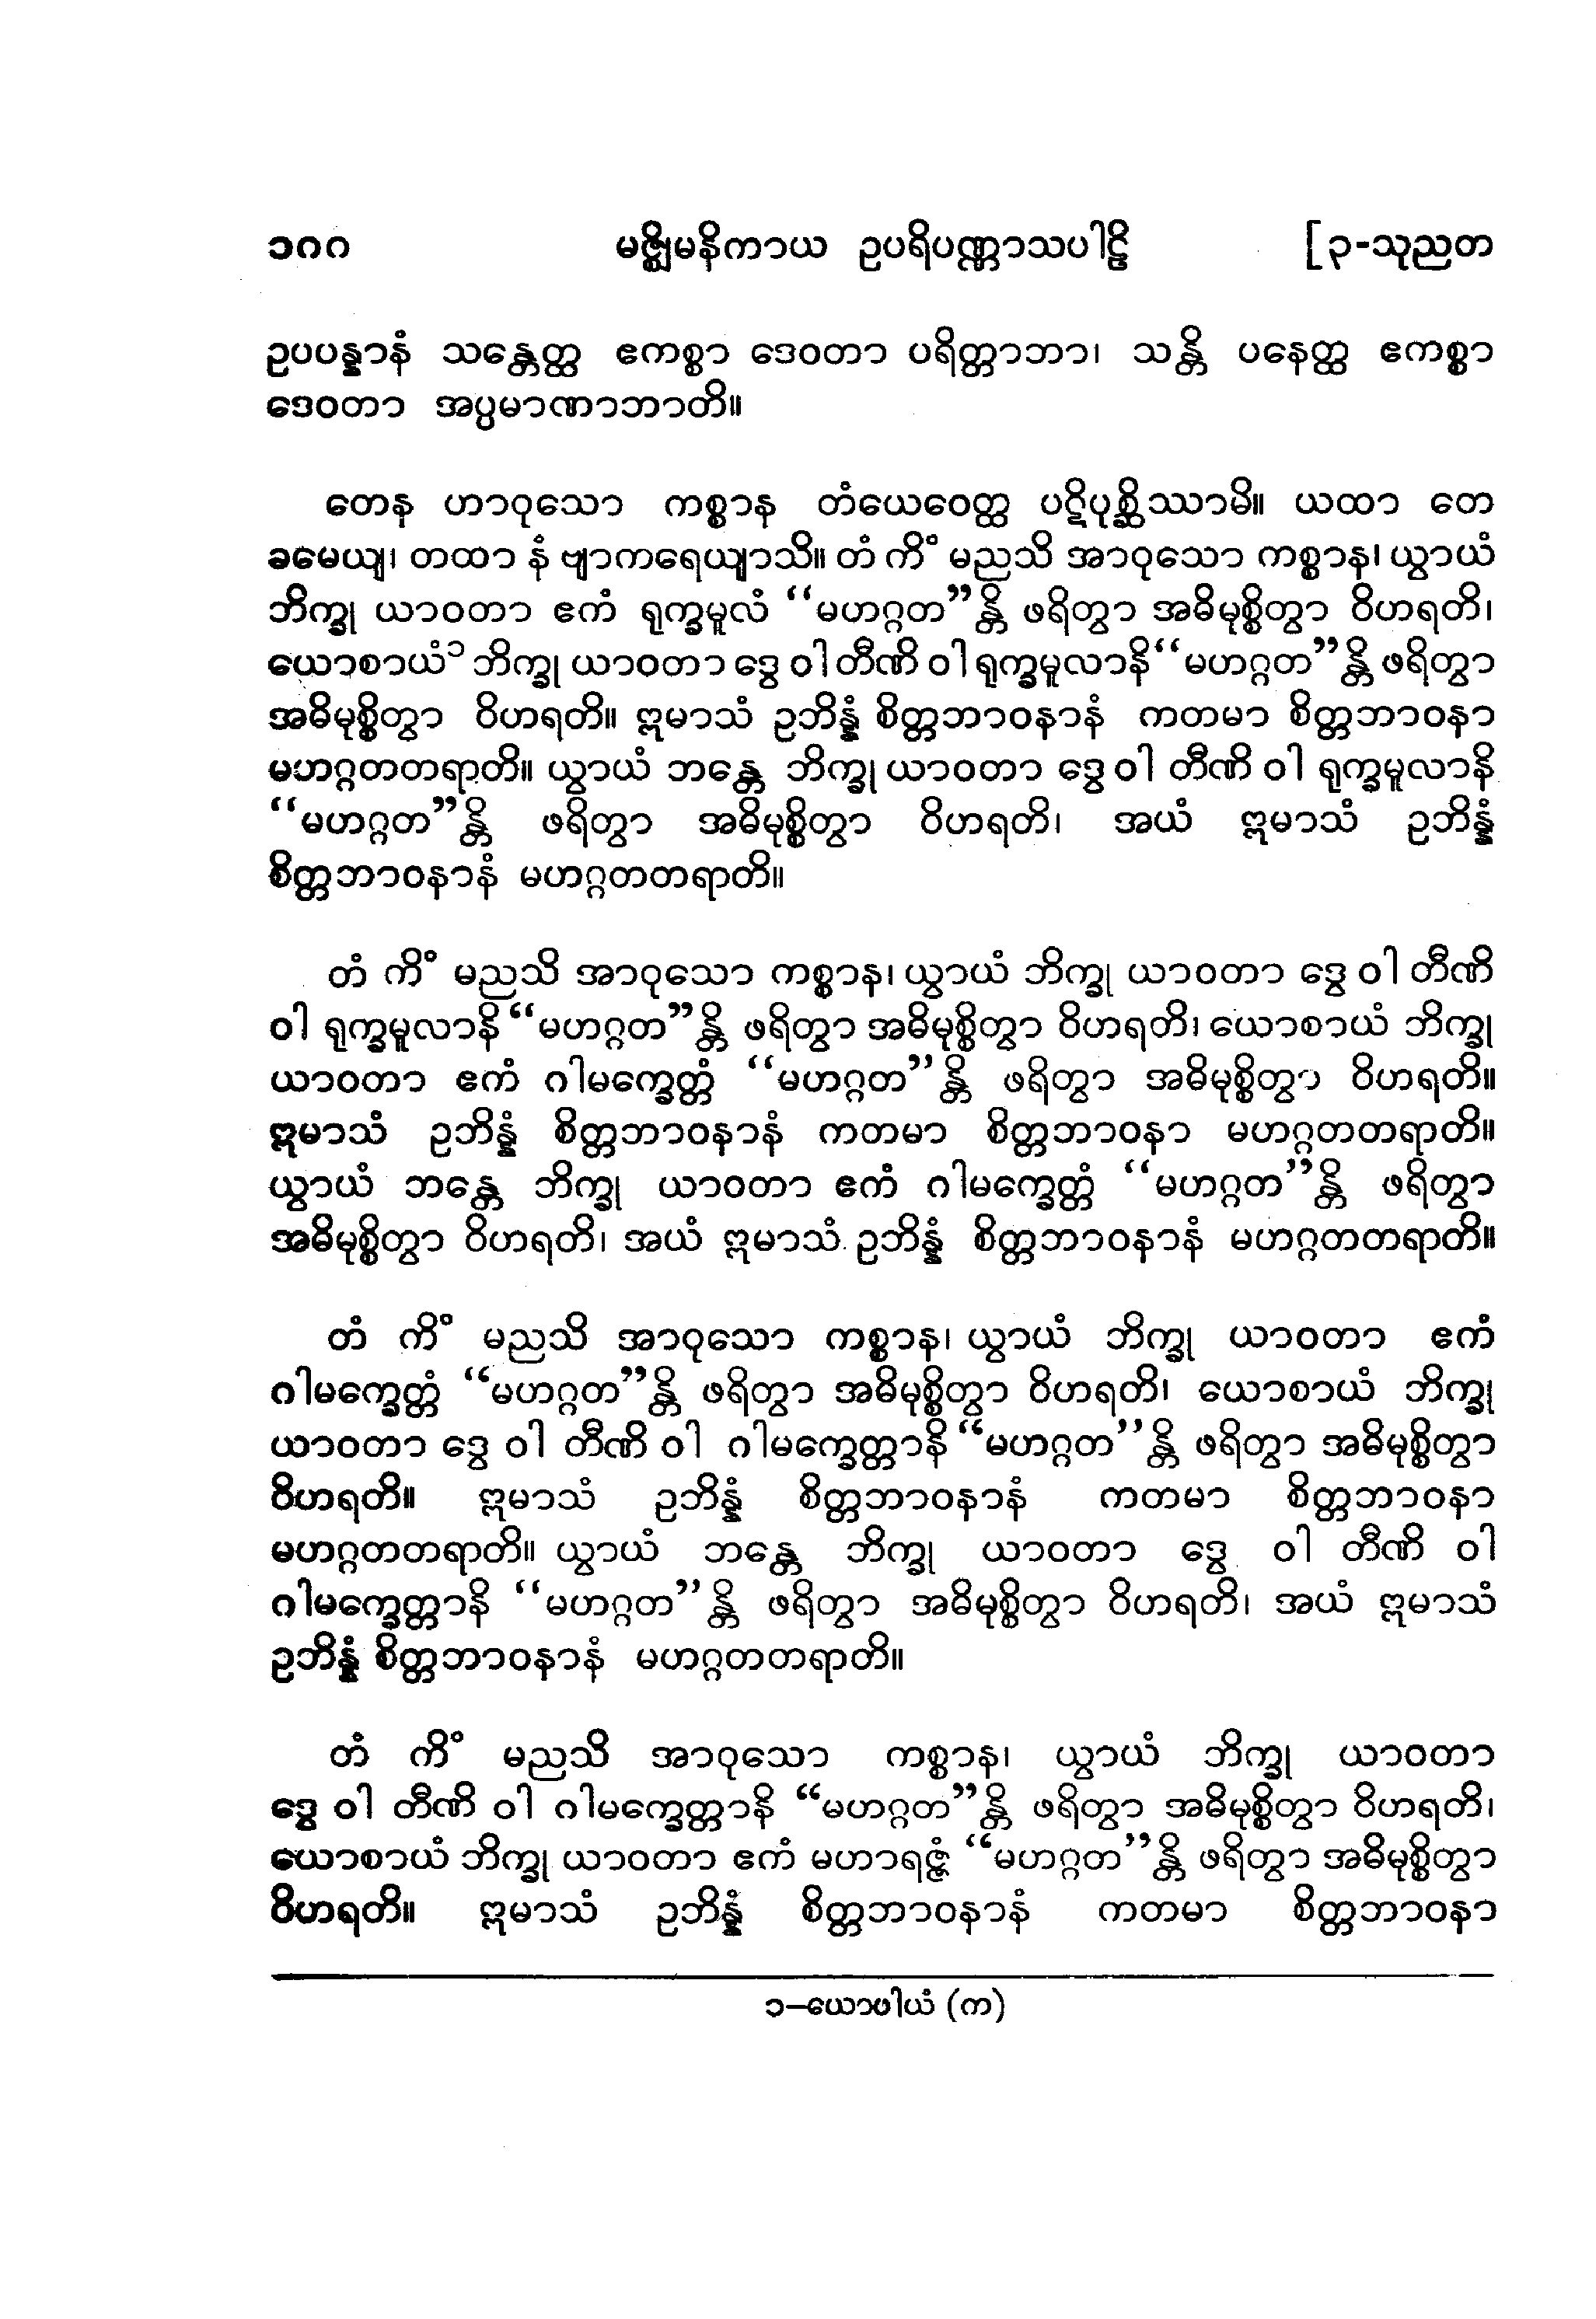 ၁၈၈ မဇ္ဈိမနိကာယ ဥပရိပဏ္ဏာသပါဠိ [၃-သုညတ
ဥပပန္နာနံ သန္တေတ္ထ ဧကစ္စာ ဒေဝတာ ပရိတ္တာဘာ၊ သန္တိ ပနေတ္ထ ဧကစ္စာ
ဒေဝတာ အပ္ပမာဏာဘာတိ။
တေန ဟာဝုသော ကစ္စာန တံယေဝေတ္ထ ပဋိပုစ္ဆိဿာမိ။ ယထာ တေ
ခမေယျ၊ တထာ နံ ဗျာကရေယျာသိ။ တံ ကိံ မညသိ အာဝုသော ကစ္စာန၊ ယွာယံ
ဘိက္ခု ယာဝတာ ဧကံ ရုက္ခမူလံ “မဟဂ္ဂတ”န္တိ ဖရိတွာ အဓိမုစ္စိတွာ ဝိဟရတိ၊
ယောစာယံ၁ ဘိက္ခု ယာဝတာ ဒွေ ဝါ တီဏိ ဝါ ရုက္ခမူလာနိ “မဟဂ္ဂတ”န္တိ ဖရိတွာ
အဓိမုစ္စိတွာ ဝိဟရတိ။ ဣမာသံ ဥဘိန္နံ စိတ္တဘာဝနာနံ ကတမာ စိတ္တဘာဝနာ
မဟဂ္ဂတတရာတိ။ ယွာယံ ဘန္တေ ဘိက္ခု ယာဝတာ ဒွေ ဝါ တီဏိ ဝါ ရုက္ခမူလာနိ
“မဟဂ္ဂတ”န္တိ ဖရိတွာ အဓိမုစ္စိတွာ ဝိဟရတိ၊ အယံ ဣမာသံ ဥဘိန္နံ
စိတ္တဘာဝနာနံ မဟဂ္ဂတတရာတိ။
တံ ကိံ မညသိ အာဝုသော ကစ္စာန၊ ယွာယံ ဘိက္ခု ယာဝတာ ဒွေ ဝါ တီဏိ
ဝါ ရုက္ခမူလာနိ “မဟဂ္ဂတ”န္တိ ဖရိတွာ အဓိမုစ္စိတွာ ဝိဟရတိ၊ ယောစာယံ ဘိက္ခု
ယာဝတာ ဧကံ ဂါမက္ခေတ္တံ “မဟဂ္ဂတ”န္တိ ဖရိတွာ အဓိမုစ္စိတွာ ဝိဟရတိ။
ဣမာသံ ဥဘိန္နံ စိတ္တဘာဝနာနံ ကတမာ စိတ္တဘာဝနာ မဟဂ္ဂတတရာတိ။
ယွာယံ ဘန္တေ ဘိက္ခု ယာဝတာ ဧကံ ဂါမက္ခေတ္တံ “မဟဂ္ဂတ”န္တိ ဖရိတွာ
အဓိမုစ္စိတွာ ဝိဟရတိ၊ အယံ ဣမာသံ ဥဘိန္နံ စိတ္တဘာဝနာနံ မဟဂ္ဂတတရာတိ။
တံ ကိံ မညသိ အာဝုသော ကစ္စာန၊ ယွာယံ ဘိက္ခု ယာဝတာ ဧကံ
ဂါမက္ခေတ္တံ “မဟဂ္ဂတ”န္တိ ဖရိတွာ အဓိမုစ္စိတွာ ဝိဟရတိ၊ ယောစာယံ ဘိက္ခု
ယာဝတာ ဒွေ ဝါ တီဏိ ဝါ ဂါမက္ခေတ္တာနိ “မဟဂ္ဂတ”န္တိ ဖရိတွာ အဓိမုစ္စိတွာ
ဝိဟရတိ။ ဣမာသံ ဥဘိန္နံ စိတ္တဘာဝနာနံ ကတမာ စိတ္တဘာဝနာ
မဟဂ္ဂတတရာတိ။ ယွာယံ ဘန္တေ ဘိက္ခု ယာဝတာ ဒွေ ဝါ တီဏိ ဝါ
ဂါမက္ခေတ္တာနိ “မဟဂ္ဂတ”န္တိ ဖရိတွာ အဓိမုစ္စိတွာ ဝိဟရတိ၊ အယံ ဣမာသံ
ဥဘိန္နံ စိတ္တဘာဝနာနံ မဟဂ္ဂတတရာတိ။
တံ ကိံ မညသိ အာဝုသော ကစ္စာန၊ ယွာယံ ဘိက္ခု ယာဝတာ
ဒွေ ဝါ တီဏိ ဝါ ဂါမက္ခေတ္တာနိ “မဟဂ္ဂတ”န္တိ ဖရိတွာ အဓိမုစ္စိတွာ ဝိဟရတိ၊
ယောစာယံ ဘိက္ခု ယာဝတာ ဧကံ မဟာရဇ္ဇံ “မဟဂ္ဂတ”န္တိ ဖရိတွာ အဓိမုစ္စိတွာ
ဝိဟရတိ။ ဣမာသံ ဥဘိန္နံ စိတ္တဘာဝနာနံ ကတမာ စိတ္တဘာဝနာ
၁–ယောဖါယံ (က)